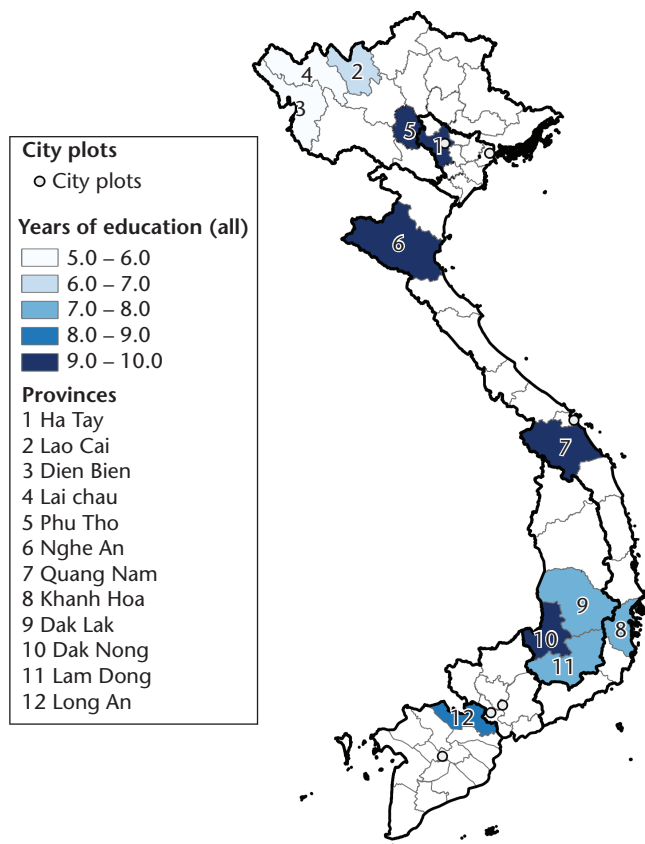 City plots
City plots
Years of education (all)
5.0 – 6.0
6.0 – 7.0
7.0 – 8.0
8.0 – 9.0
9.0 – 10.0
Provinces
1 Ha Tay
2 Lao Cai
3 Dien Bien
4 Lai chau
5 Phu Tho
6 Nghe An
7 Quang Nam
8 Khanh Hoa
9 Dak Lak
10 Dak Nong
11 Lam Dong
12 Long An
4
2
3
5
1
6
7
9
8
10
11
12